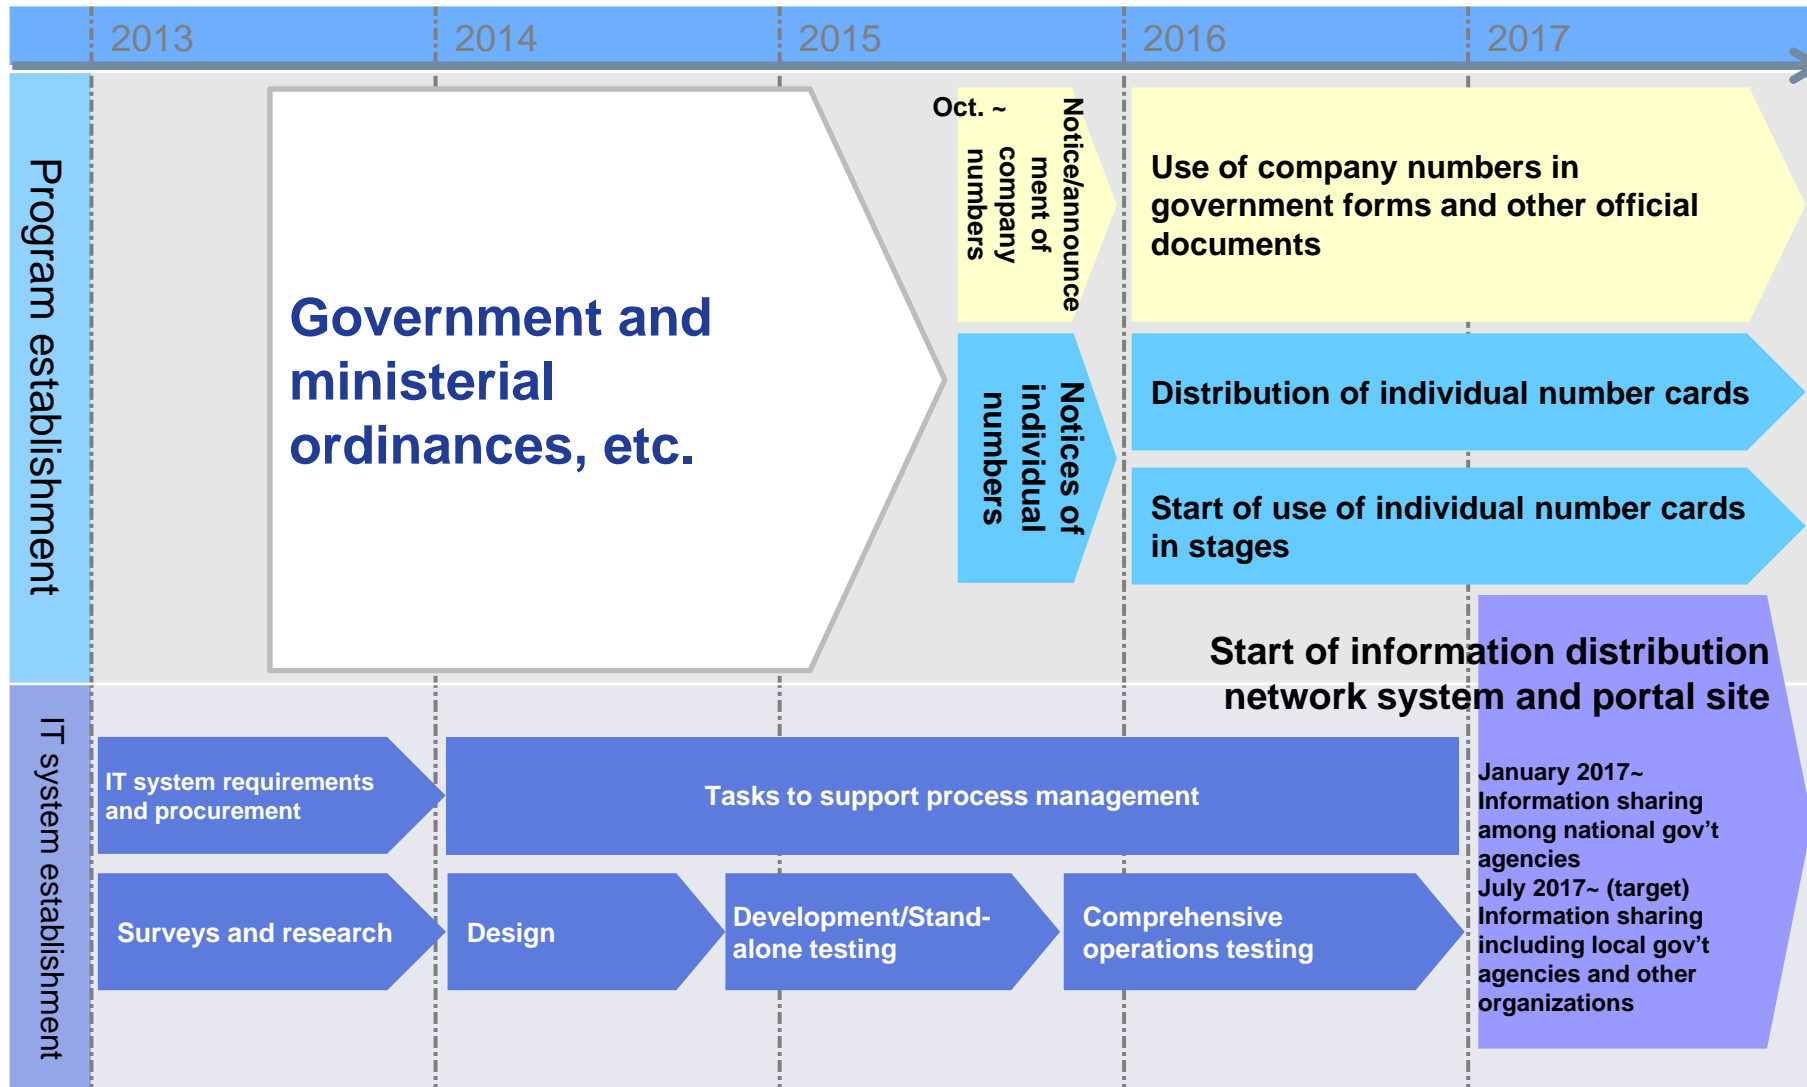 2013
2014
2015
2016
2017
Program establishment
Government and
ministerial
ordinances, etc.
Oct. ~
Notice/announce
ment of
company
numbers
Use of company numbers in
government forms and other official
documents
Notices of
individual
numbers
Distribution of individual number cards
Start of use of individual number cards
in stages
Start of information distribution
network system and portal site
IT system establishment
IT system requirements
and procurement
Tasks to support process management
Surveys and research
Design
Development/Stand-
alone testing
Comprehensive
operations testing
January 2017~
Information sharing
among national gov’t
agencies
July 2017~ (target)
Information sharing
including local gov’t
agencies and other
organizations